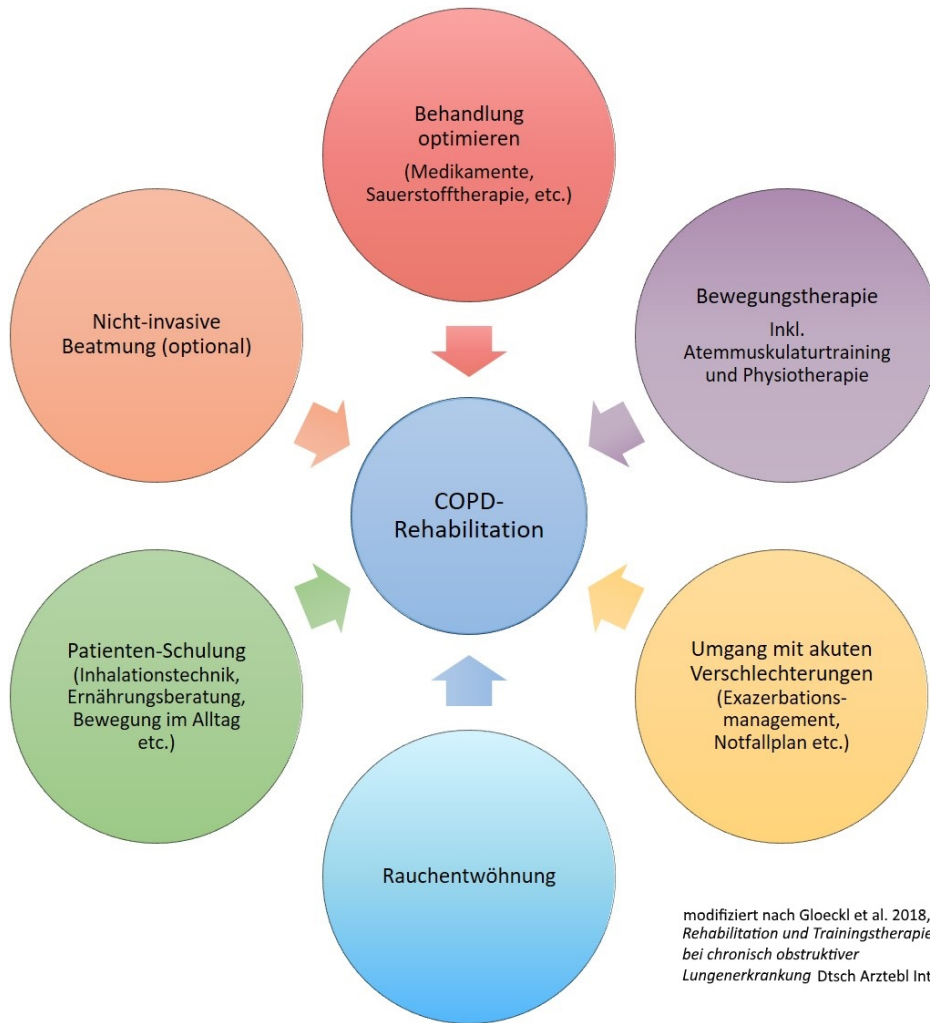 Behandlung
optimieren
(Medikamente,
Sauerstofftherapie, etc.)
Bewegungstherapie
Inkl.
Atemmuskulaturtraining
und Physiotherapie
Nicht-invasive
Beatmung (optional)
COPD-
Rehabilitation
Umgang mit akuten
Verschlechterungen
(Exazerbations-
management,
Notfallplan etc.)
Patienten-Schulung
(Inhalationstechnik,
Ernährungsberatung,
Bewegung im Alltag
etc.)
Rauchentwöhnung
modifiziert nach Gloeckl et al. 2018,
Rehabilitation und Trainingstherapie
bei chronisch obstruktiver
Lungenerkrankung Dtsch Arztebl Int